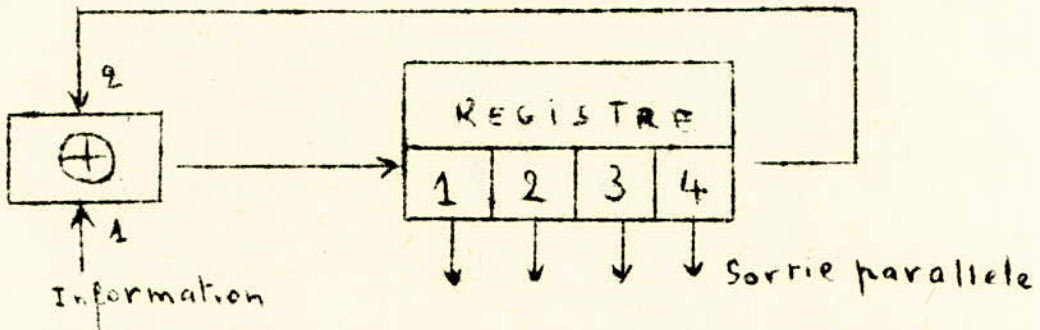 2
REGISTRE
⊕
1 2 3 4
1
Sortie parallele
Information